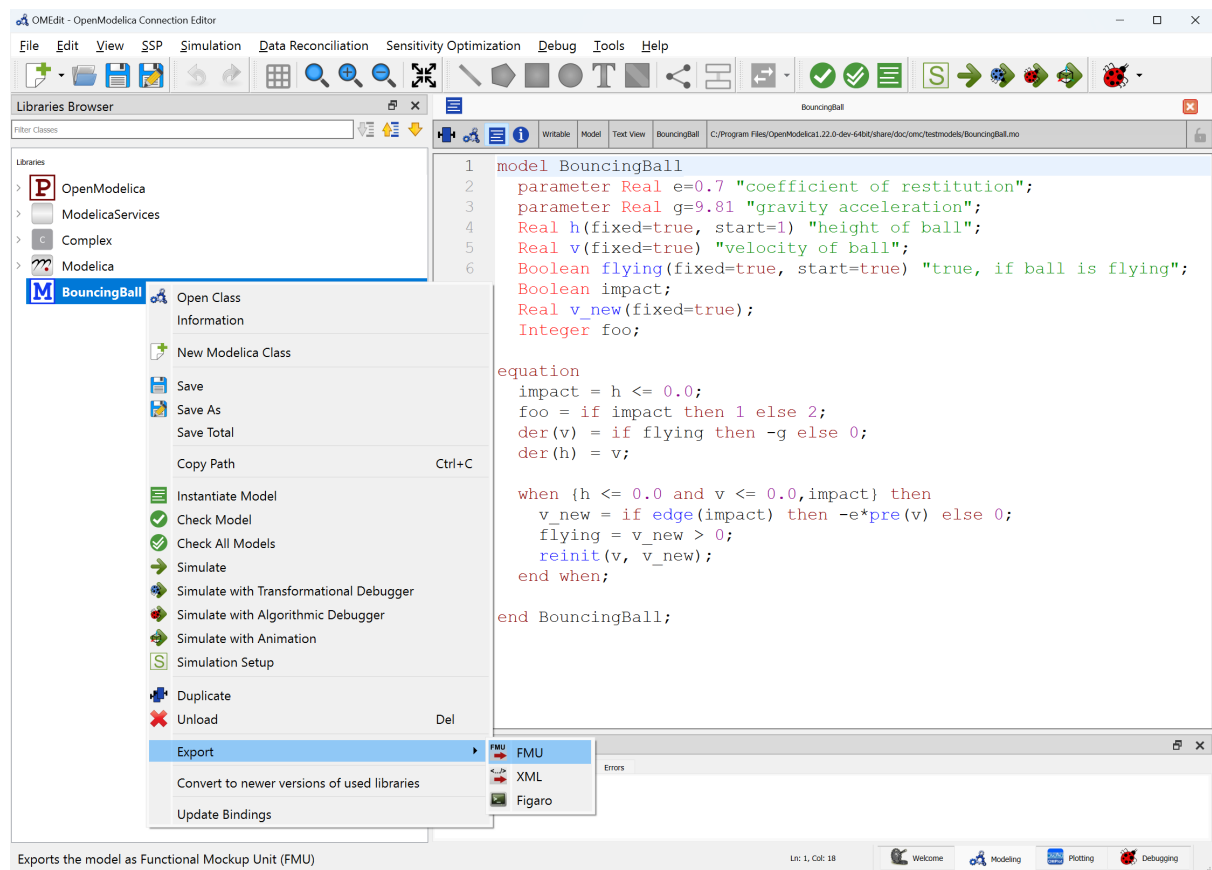 OMEdit - OpenModelica Connection Editor
File Edit View SSP Simulation Data Reconciliation Sensitivity Optimization Debug Tools Help
Libraries Browser
Filter Classes
Libraries
P OpenModelica
ModelicaServices
C Complex
Modelica
M BouncingBall
Open Class
Information
New Modelica Class
Save
Save As
Save Total
Copy Path Ctrl+C
Instantiate Model
Check Model
Check All Models
Simulate
Simulate with Transformational Debugger
Simulate with Algorithmic Debugger
Simulate with Animation
S Simulation Setup
Duplicate
Unload Del
Export
Convert to newer versions of used libraries
Update Bindings
FMU FMU
XML
Figaro
BouncingBall
Writable Model Text View BouncingBall C:/Program Files/OpenModelica1.22.0-dev-64bit/share/doc/omc/testmodels/BouncingBall.mo
1 model BouncingBall
2 parameter Real e=0.7 "coefficient of restitution";
3 parameter Real g=9.81 "gravity acceleration";
4 Real h(fixed=true, start=1) "height of ball";
5 Real v(fixed=true) "velocity of ball";
6 Boolean flying(fixed=true, start=true) "true, if ball is flying";
Boolean impact;
Real v_new(fixed=true);
Integer foo;
equation
impact = h <= 0.0;
foo = if impact then 1 else 2;
der(v) = if flying then -g else 0;
der(h) = v;
when {h <= 0.0 and v <= 0.0,impact} then
v_new = if edge(impact) then -e*pre(v) else 0;
flying = v_new > 0;
reinit(v, v_new);
end when;
end BouncingBall;
Errors
Exports the model as Functional Mockup Unit (FMU)
Ln: 1, Col: 18
Welcome
Modeling
Plotting
Debugging